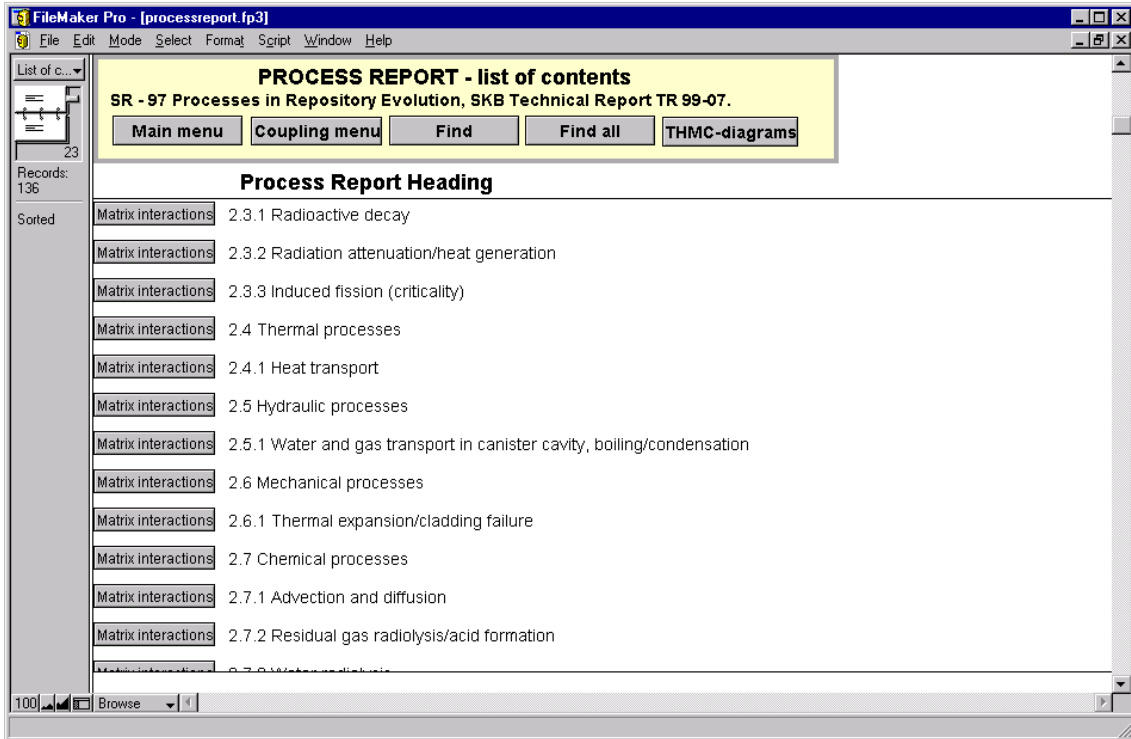 FileMaker Pro - [processreport.fp3]
File Edit Mode Select Format Script Window Help
List of c...
PROCESS REPORT - list of contents
SR - 97 Processes in Repository Evolution, SKB Technical Report TR 99-07.
Main menu Coupling menu Find Find all THMC-diagrams
23
Records:
136
Sorted
Process Report Heading
Matrix interactions 2.3.1 Radioactive decay
Matrix interactions 2.3.2 Radiation attenuation/heat generation
Matrix interactions 2.3.3 Induced fission (criticality)
Matrix interactions 2.4 Thermal processes
Matrix interactions 2.4.1 Heat transport
Matrix interactions 2.5 Hydraulic processes
Matrix interactions 2.5.1 Water and gas transport in canister cavity, boiling/condensation
Matrix interactions 2.6 Mechanical processes
Matrix interactions 2.6.1 Thermal expansion/cladding failure
Matrix interactions 2.7 Chemical processes
Matrix interactions 2.7.1 Advection and diffusion
Matrix interactions 2.7.2 Residual gas radiolysis/acid formation
100 Browse